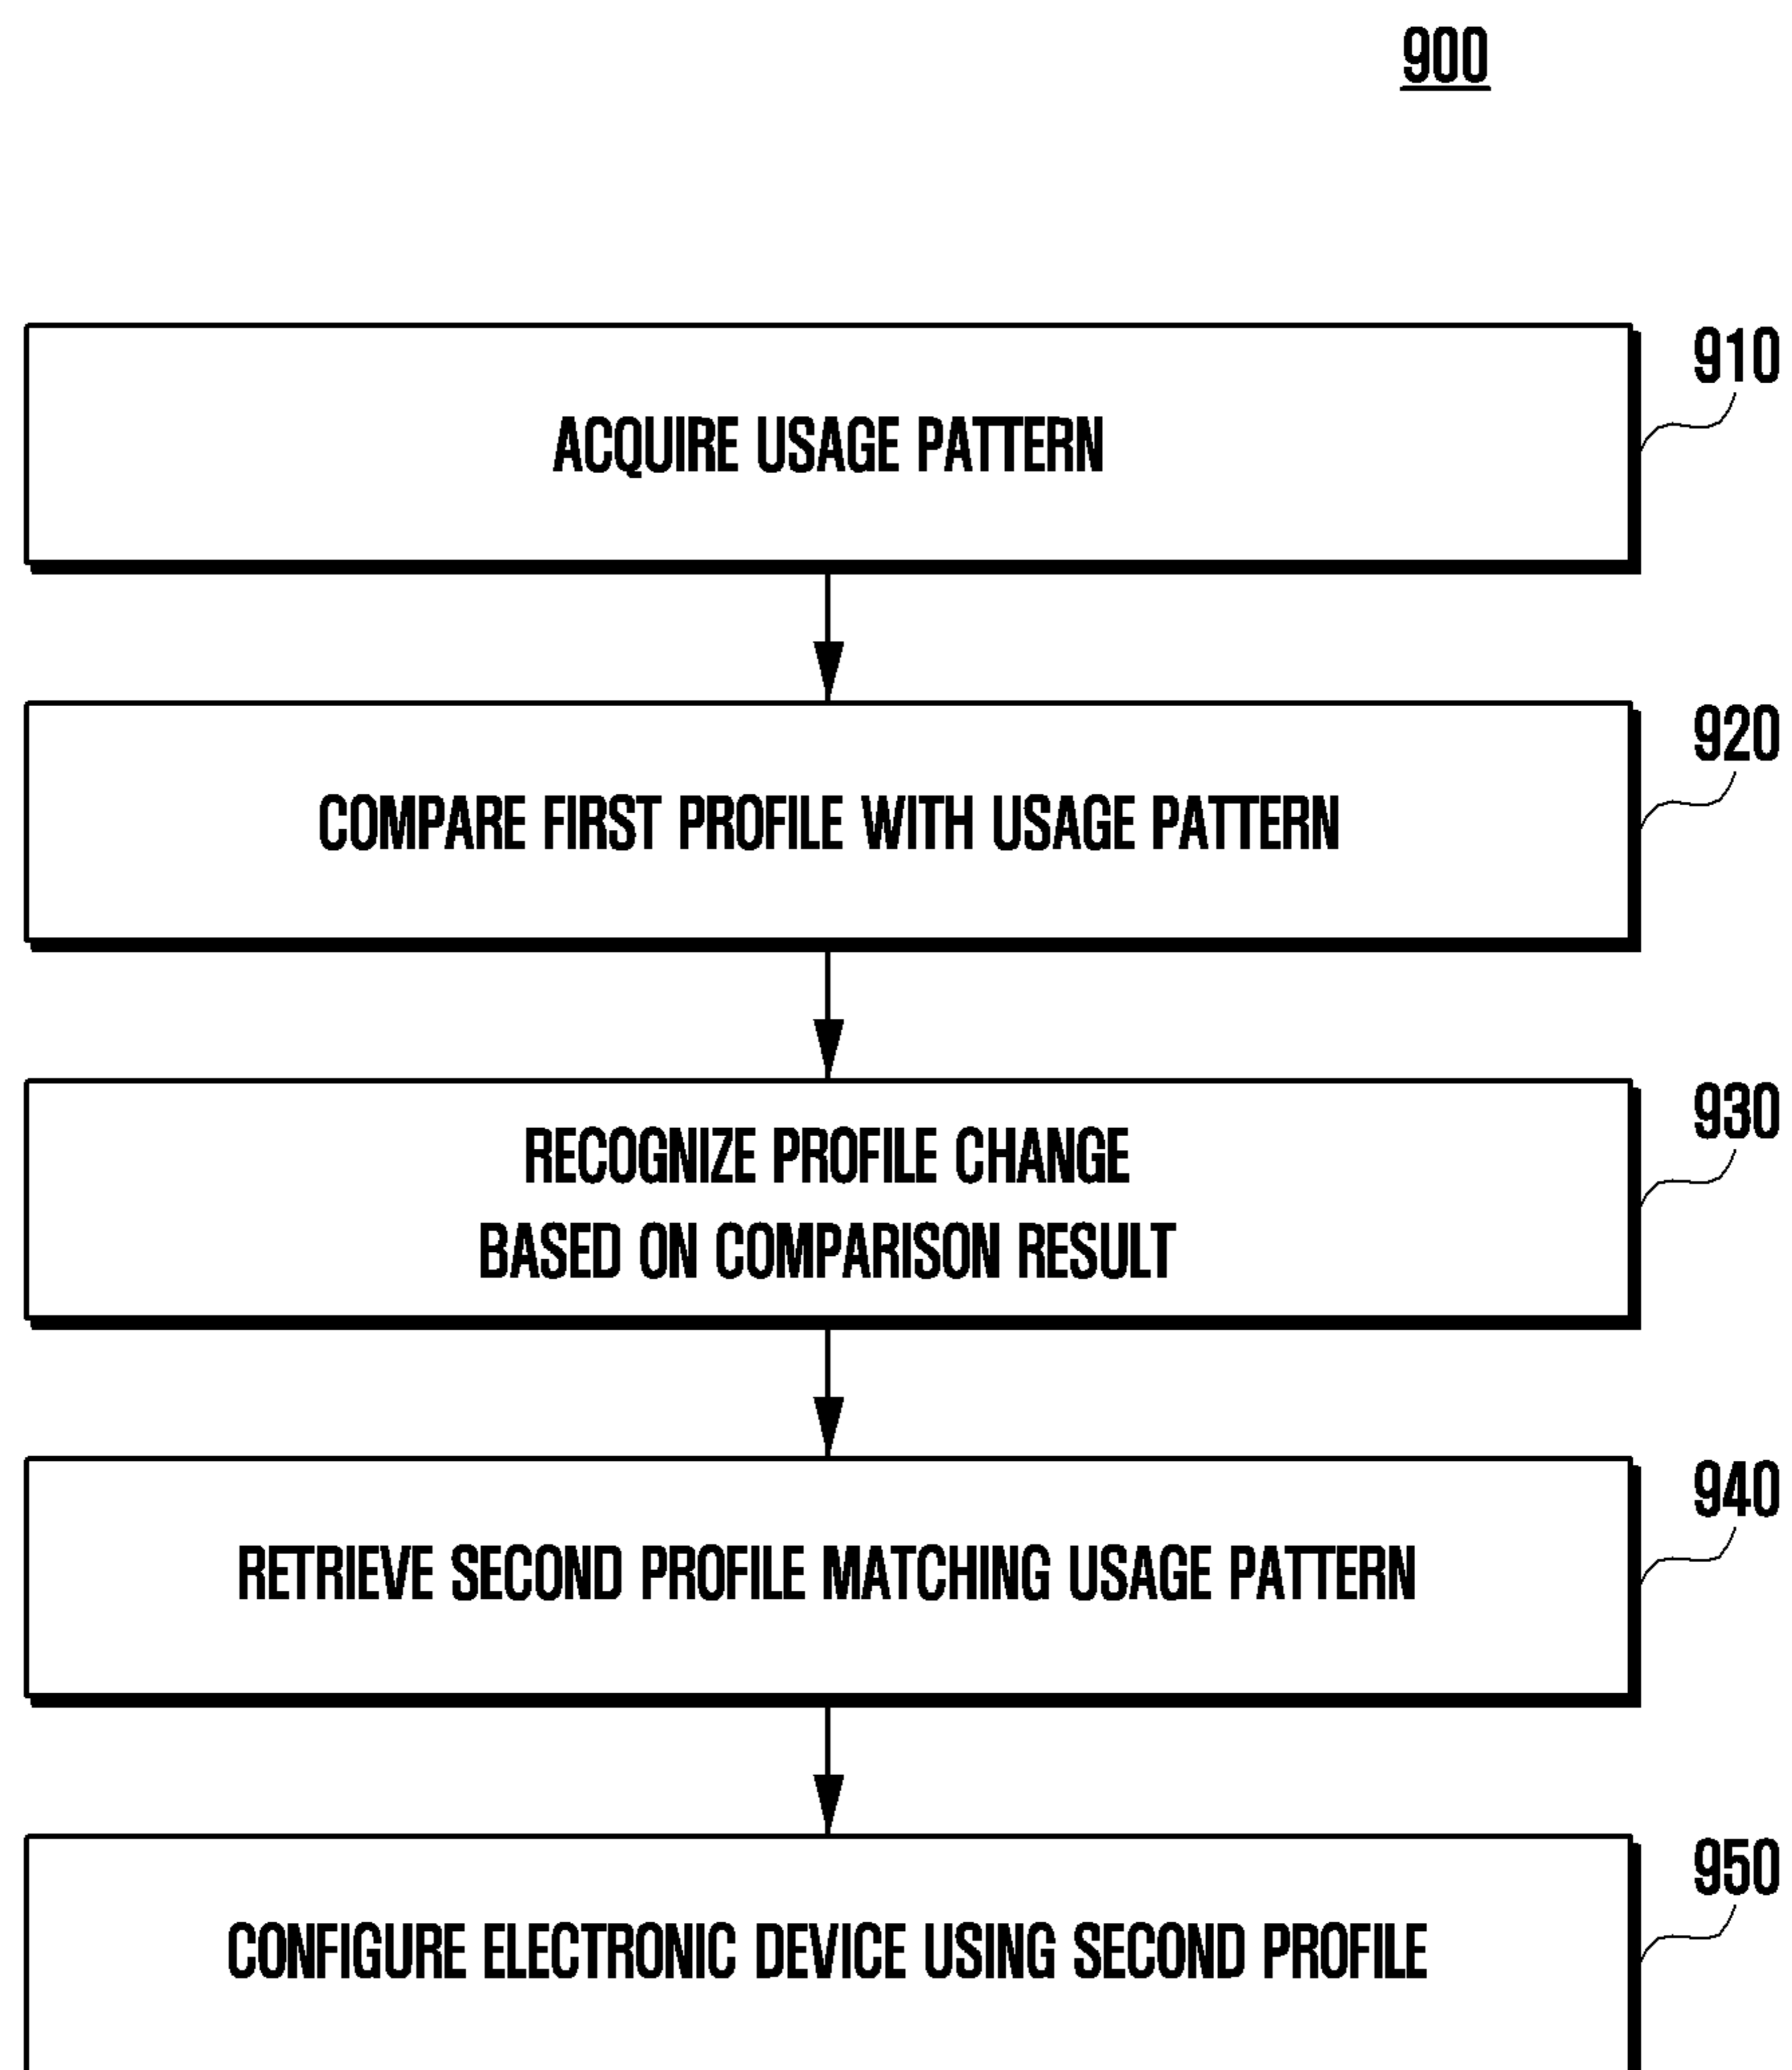 900
910
ACQUIRE USAGE PATTERN
920
COMPARE FIRST PROFILE WITH USAGE PATTERN
930
RECOGNIZE PROFILE CHANGE
BASED ON COMPARISON RESULT
940
RETRIEVE SECOND PROFILE MATCHING USAGE PATTERN
950
CONFIGURE ELECTRONIC DEVICE USING SECOND PROFILE